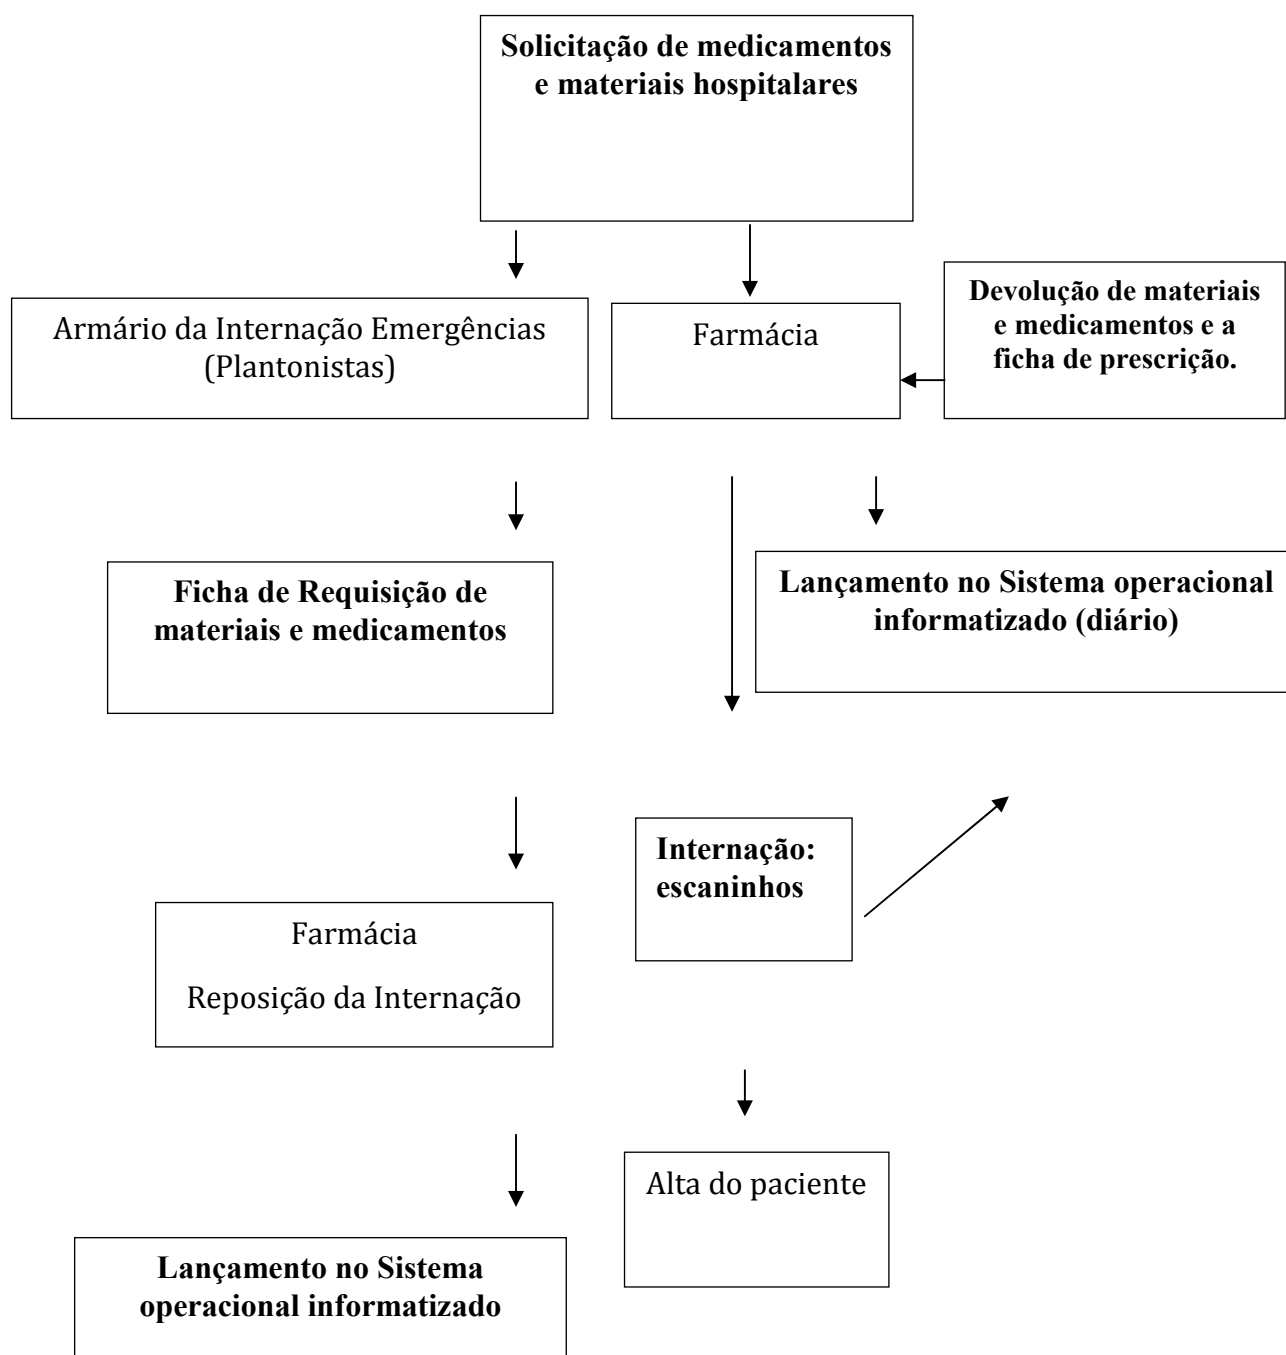 Solicitação de medicamentos
e materiais hospitalares
Armário da Internação Emergências
(Plantonistas)
Farmácia
Devolução de materiais
e medicamentos e a
ficha de prescrição.
Ficha de Requisição de
materiais e medicamentos
Lançamento no Sistema operacional
informatizado (diário)
Internação:
escaninhos
Farmácia
Reposição da Internação
Alta do paciente
Lançamento no Sistema
operacional informatizado